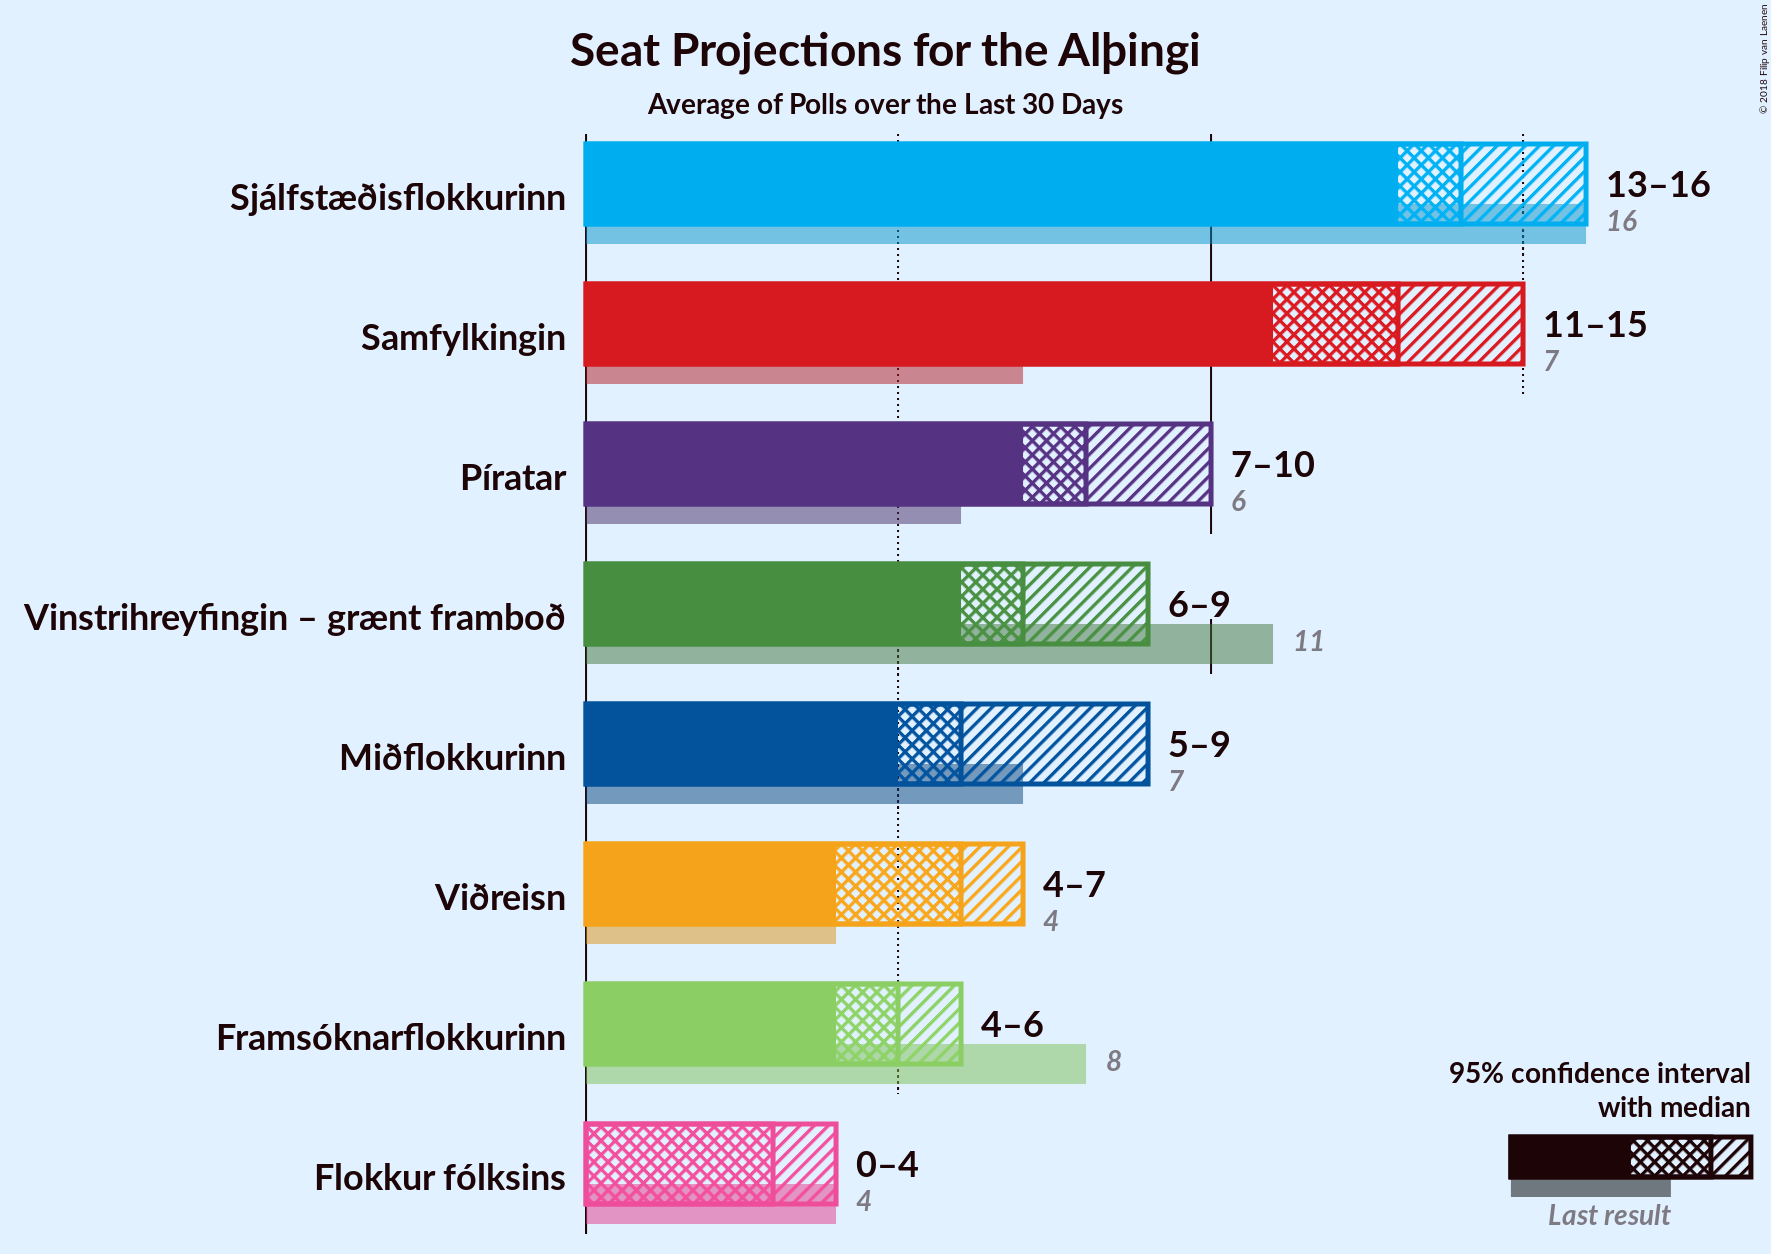 Seat Projections for the Alþingi
Average of Polls over the Last 30 Days
© 2018 Filip van Laenen
Sjálfstæðisflokkurinn
13–16
16
Samfylkingin
11–15
7
Píratar
7–10
6
Vinstrihreyfingin – grænt framboð
6–9
11
Miðflokkurinn
5–9
7
Viðreisn
4–7
4
Framsóknarflokkurinn
4–6
8
Flokkur fólksins
0–4
4
95% confidence interval
with median
Last result